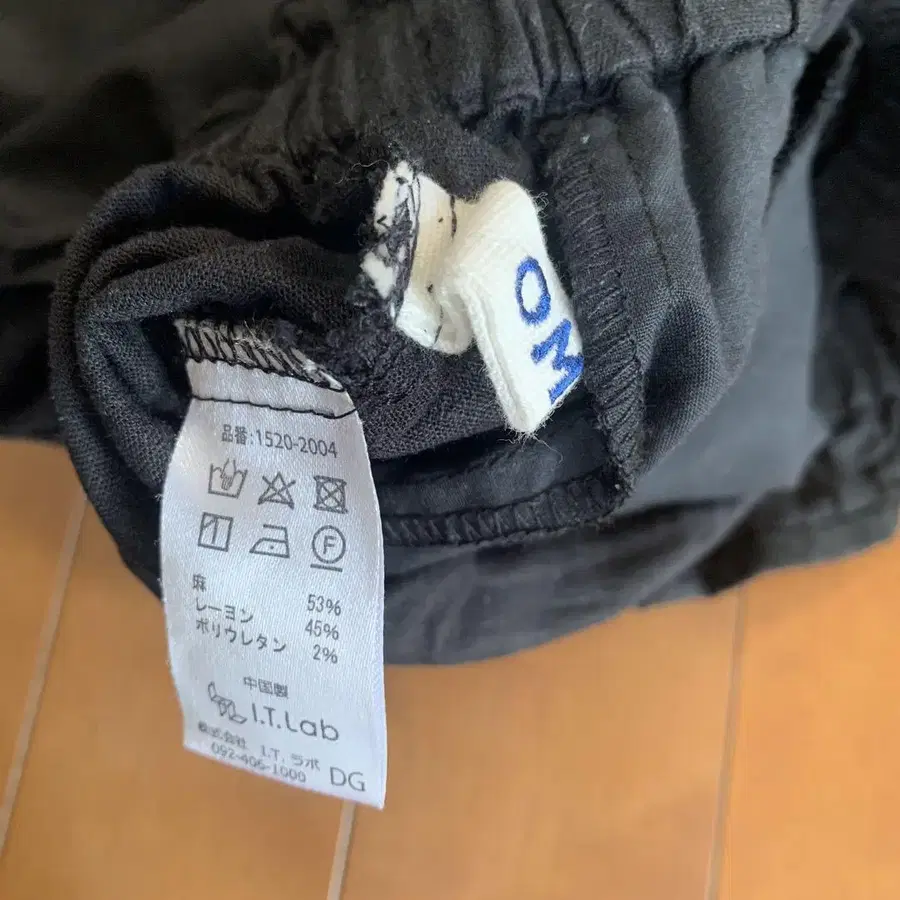 OM
品番:1520-2004
F
麻 53%
レーヨン 45%
ポリウレタン 2%
中国製
I.T.Lab
株式会社 I.T.ラボ
092-406-1000
DG